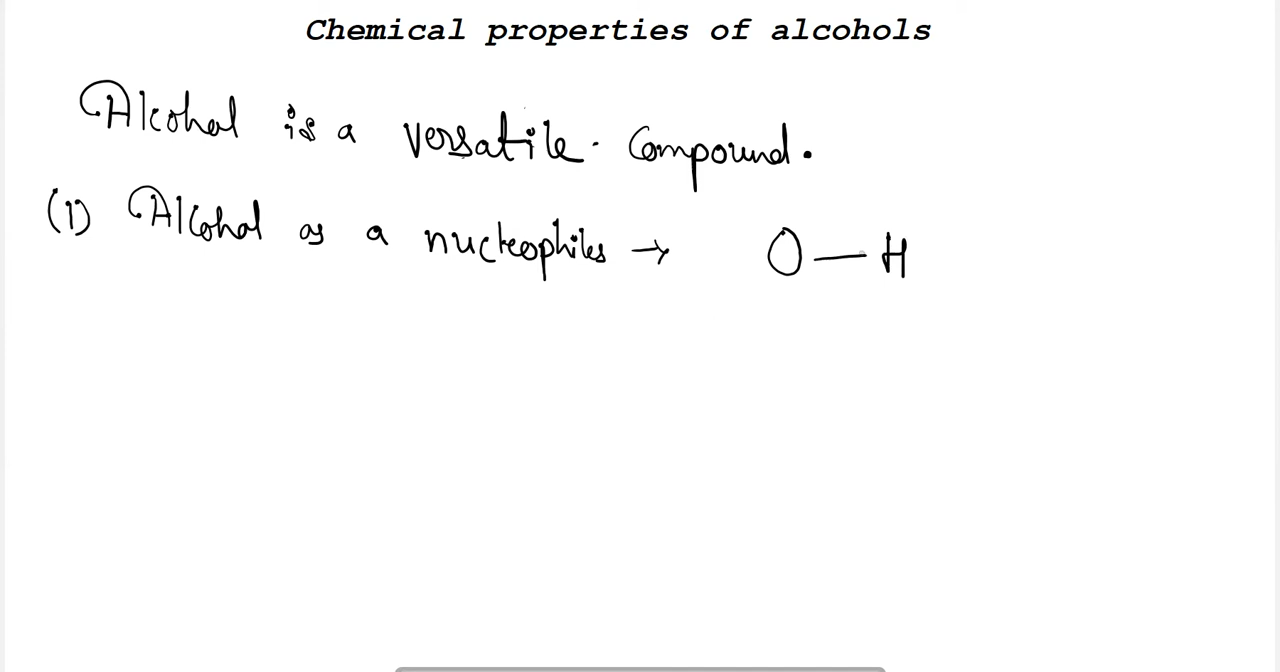 Chemical properties of alcohols
Alcohol is a versatile. Compound.
(1) Alcohol as a nucleophiles → O—H